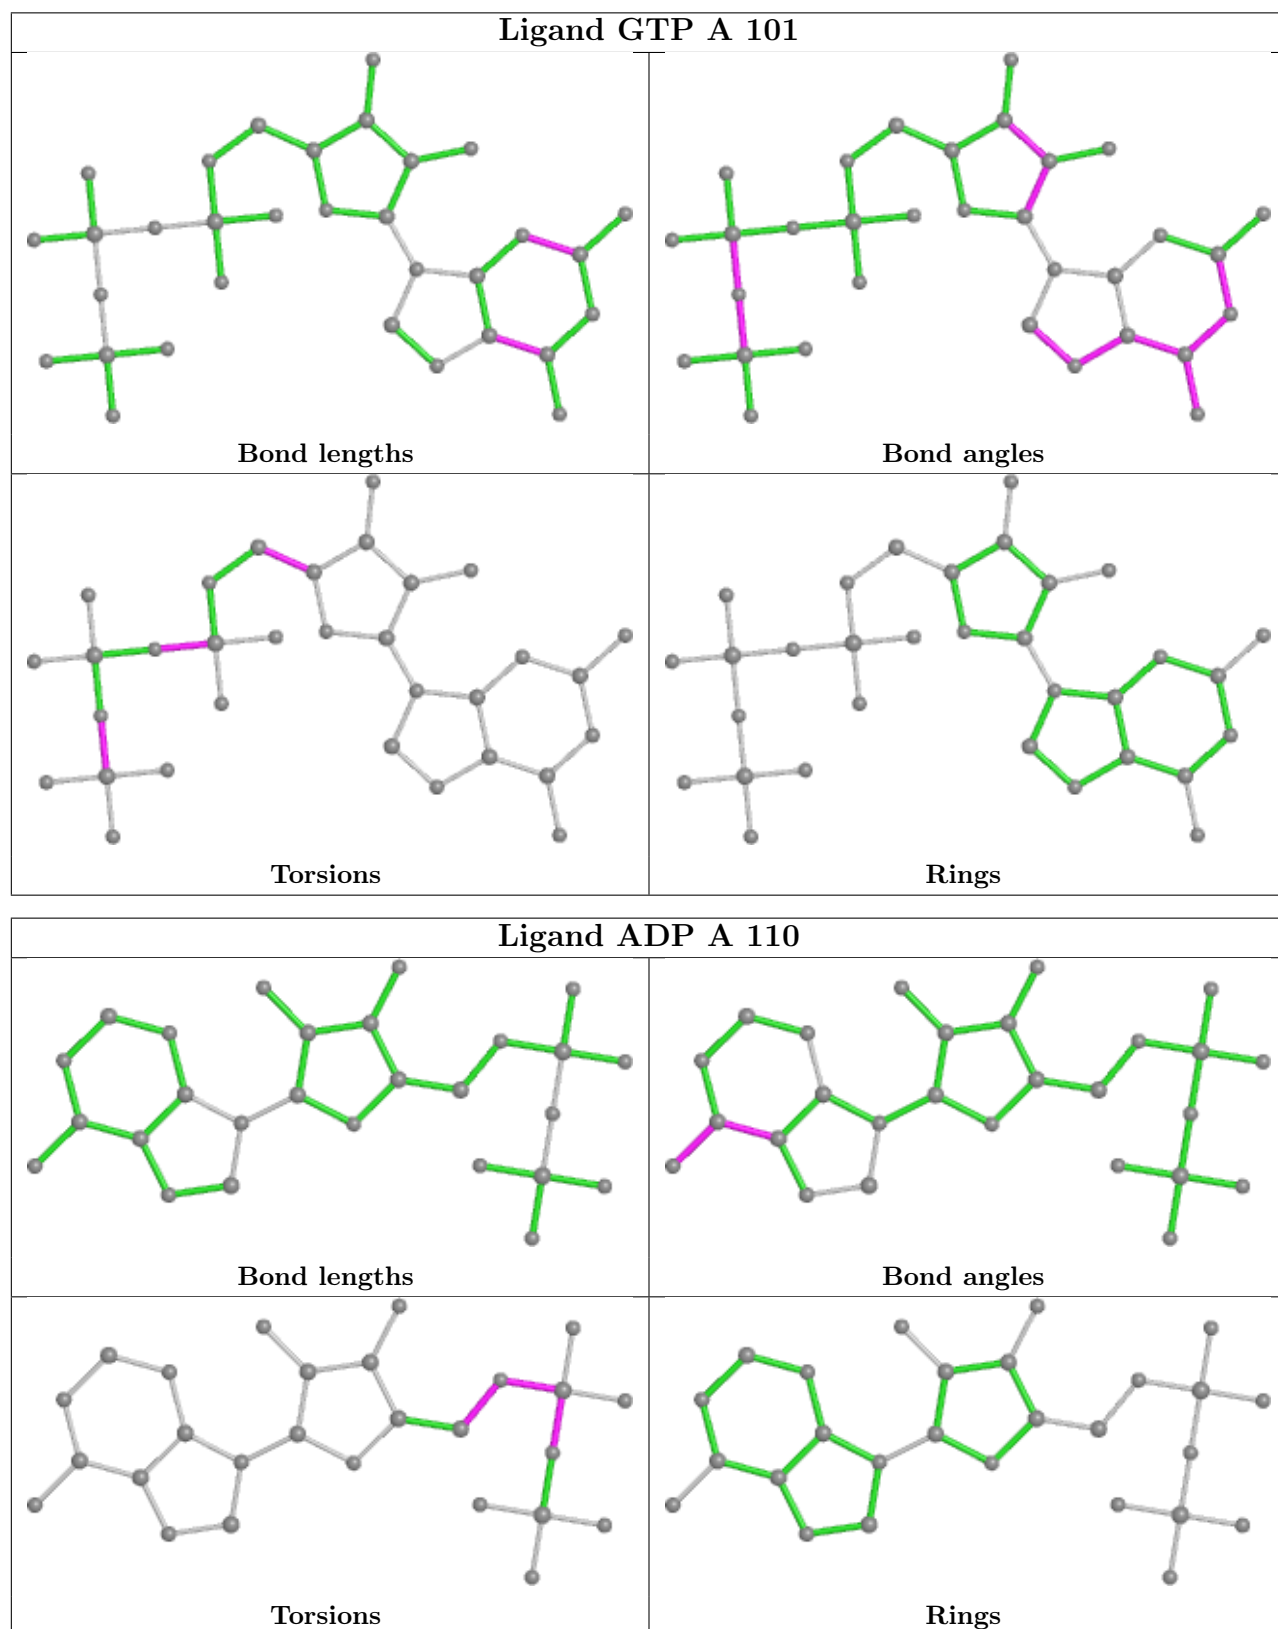 Ligand GTP A 101
Bond lengths
Bond angles
Torsions
Rings
Ligand ADP A 110
Bond lengths
Bond angles
Torsions
Rings